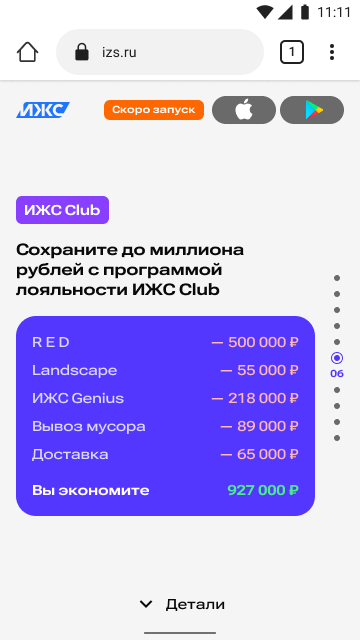 11:11
izs.ru
1
ИЖС
Скоро запуск
ИЖС Club
Сохраните до миллиона
рублей с программой
лояльности ИЖС Club
RED — 500 000 ₽
Landscape — 55 000 ₽
ИЖС Genius — 218 000 ₽
Вывоз мусора — 89 000 ₽
Доставка — 65 000 ₽
Вы экономите 927 000 ₽
06
Детали